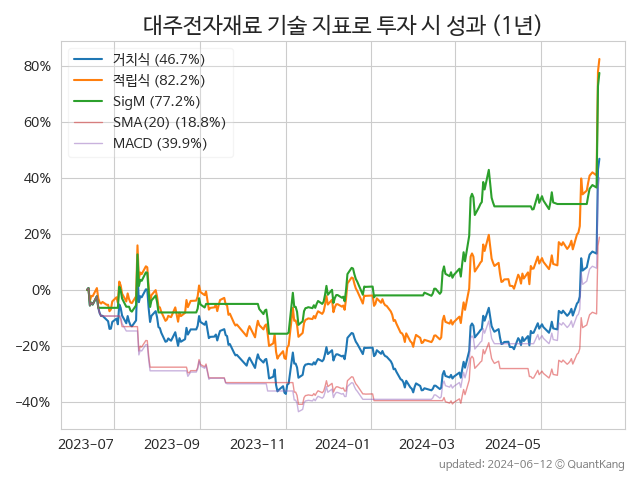 대주전자재료 기술 지표로 투자 시 성과 (1년)
거치식 (46.7%)
적립식 (82.2%)
SigM (77.2%)
SMA(20) (18.8%)
MACD (39.9%)
80%
60%
40%
20%
0%
−20%
−40%
2023-07
2023-09
2023-11
2024-01
2024-03
2024-05
updated: 2024-06-12 © QuantKang